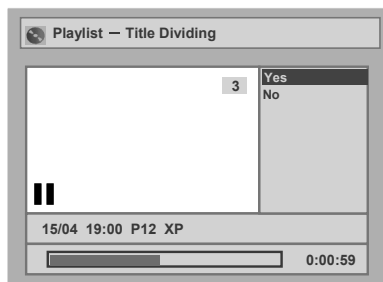 Playlist — Title Dividing
3
Yes
No
15/04 19:00 P12 XP
0:00:59